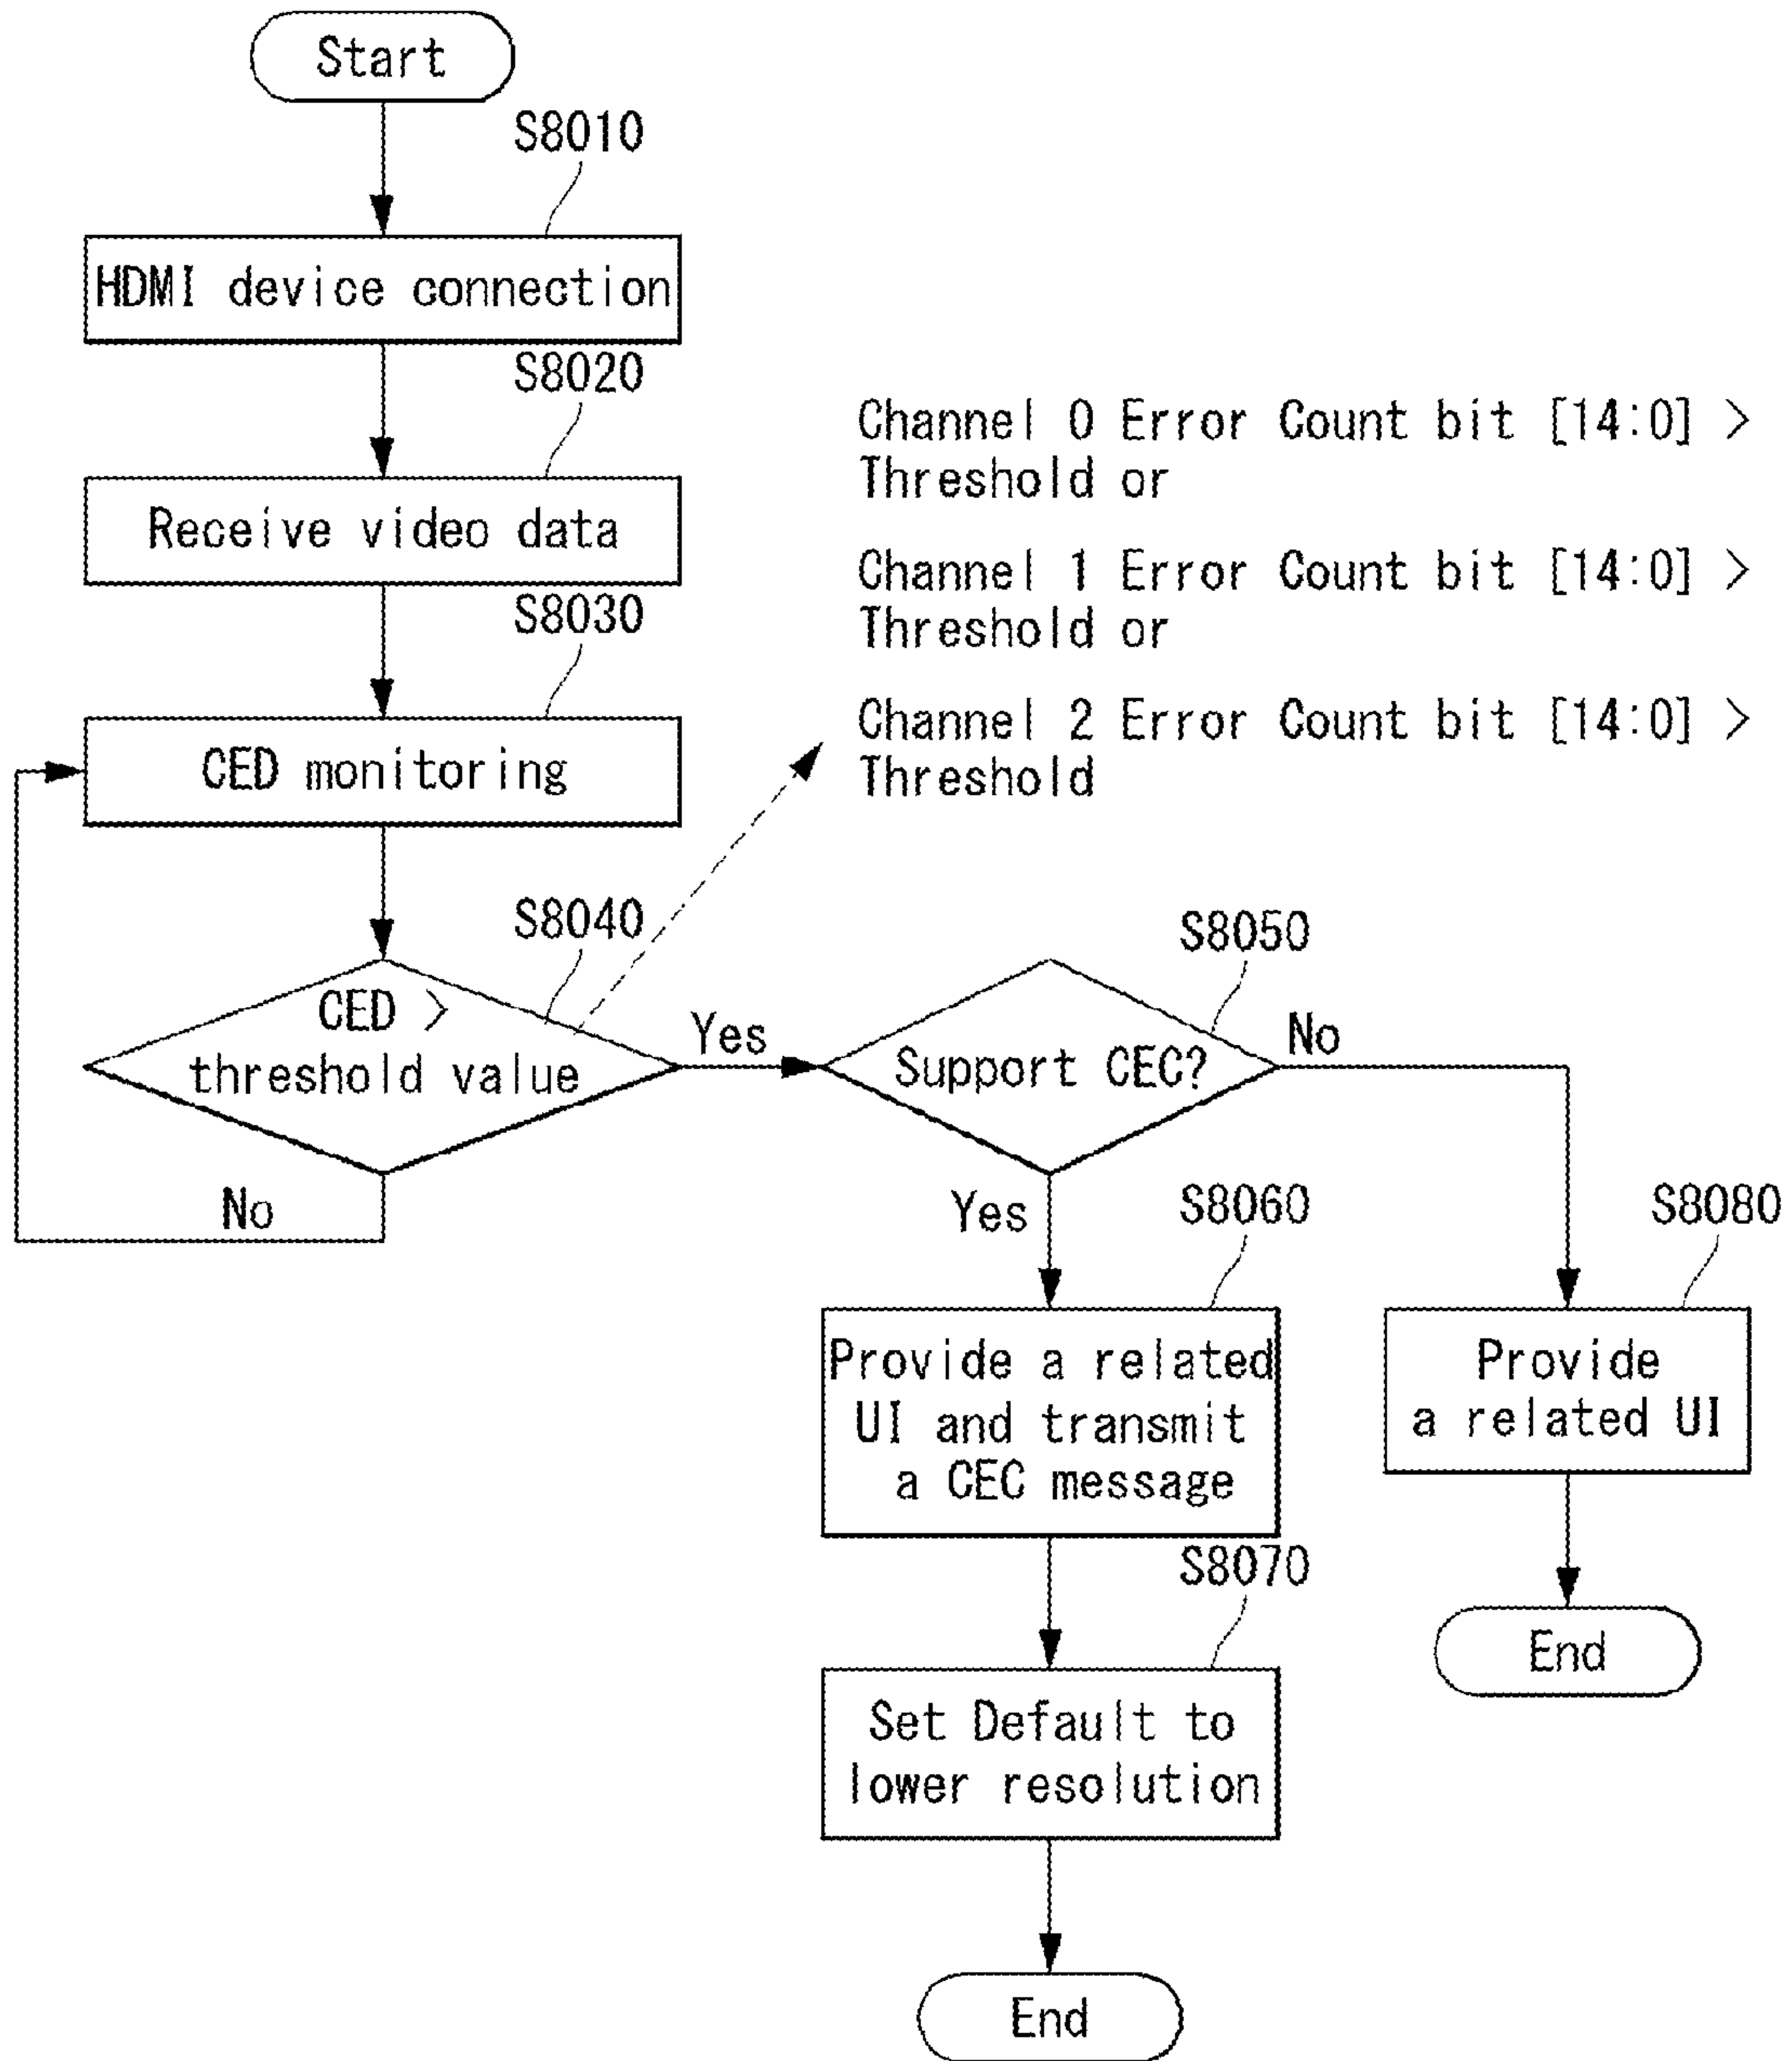 Start
S8010
HDMI device connection
S8020
Receive video data
S8030
CED monitoring
Channel 0 Error Count bit [14:0] >
Threshold or
Channel 1 Error Count bit [14:0] >
Threshold or
Channel 2 Error Count bit [14:0] >
Threshold
S8040
CED >
threshold value
Yes
No
S8050
Support CEC?
No
Yes
S8060
Provide a related
UI and transmit
a CEC message
S8070
Set Default to
lower resolution
End
S8080
Provide
a related UI
End